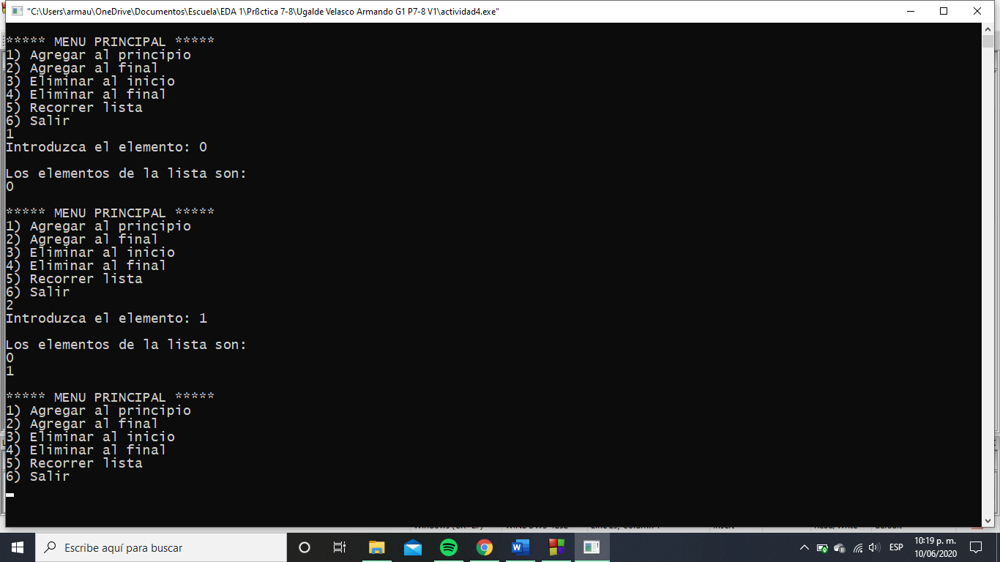 "C:\Users\armau\OneDrive\Documentos\Escuela\EDA 1\Prßctica 7-8\Ugalde Velasco Armando G1 P7-8 V1\actividad4.exe"
***** MENU PRINCIPAL *****
1) Agregar al principio
2) Agregar al final
3) Eliminar al inicio
4) Eliminar al final
5) Recorrer lista
6) Salir
1
Introduzca el elemento: 0
Los elementos de la lista son:
0
***** MENU PRINCIPAL *****
1) Agregar al principio
2) Agregar al final
3) Eliminar al inicio
4) Eliminar al final
5) Recorrer lista
6) Salir
2
Introduzca el elemento: 1
Los elementos de la lista son:
0
1
***** MENU PRINCIPAL *****
1) Agregar al principio
2) Agregar al final
3) Eliminar al inicio
4) Eliminar al final
5) Recorrer lista
6) Salir
Escribe aquí para buscar
ESP
10:19 p. m.
10/06/2020